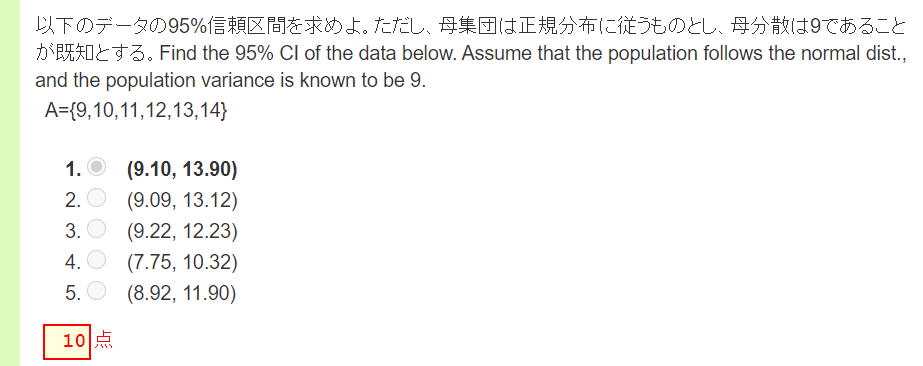 以下のデータの95%信頼区間を求めよ。ただし、母集団は正規分布に従うものとし、母分散は9であること
が既知とする。Find the 95% CI of the data below. Assume that the population follows the normal dist.,
and the population variance is known to be 9.
A={9,10,11,12,13,14}
1. (9.10, 13.90)
2. (9.09, 13.12)
3. (9.22, 12.23)
4. (7.75, 10.32)
5. (8.92, 11.90)
10 点